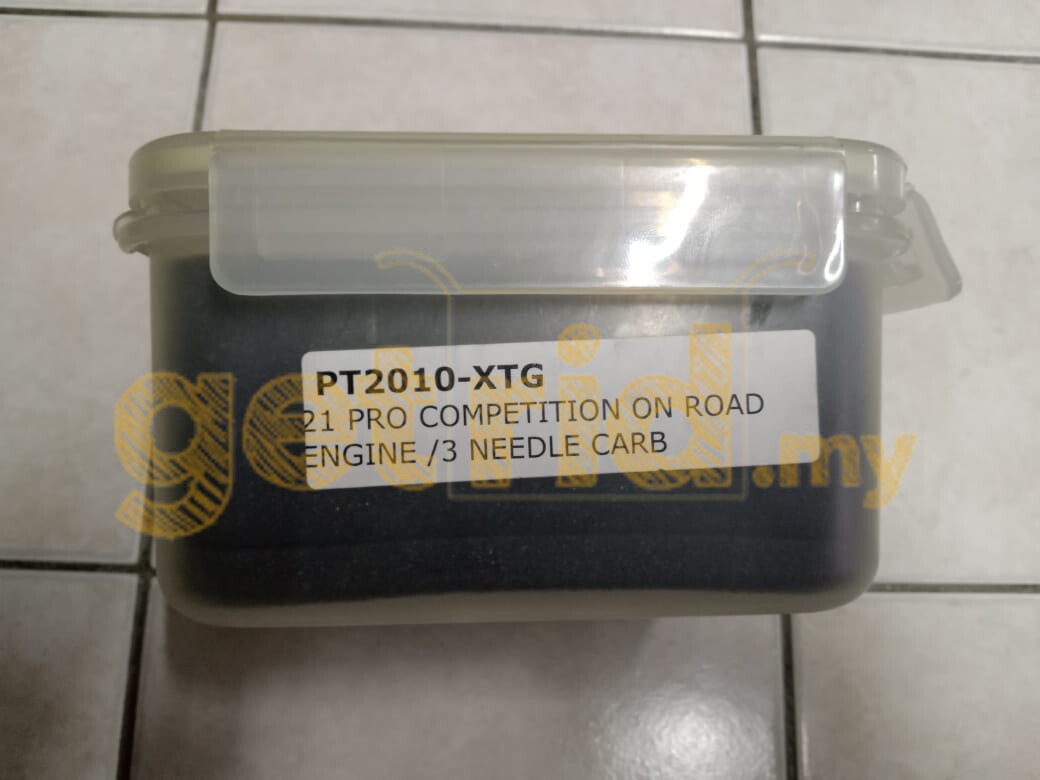 PT2010-XTG
21 PRO COMPETITION ON ROAD
ENGINE /3 NEEDLE CARB
getrid.my